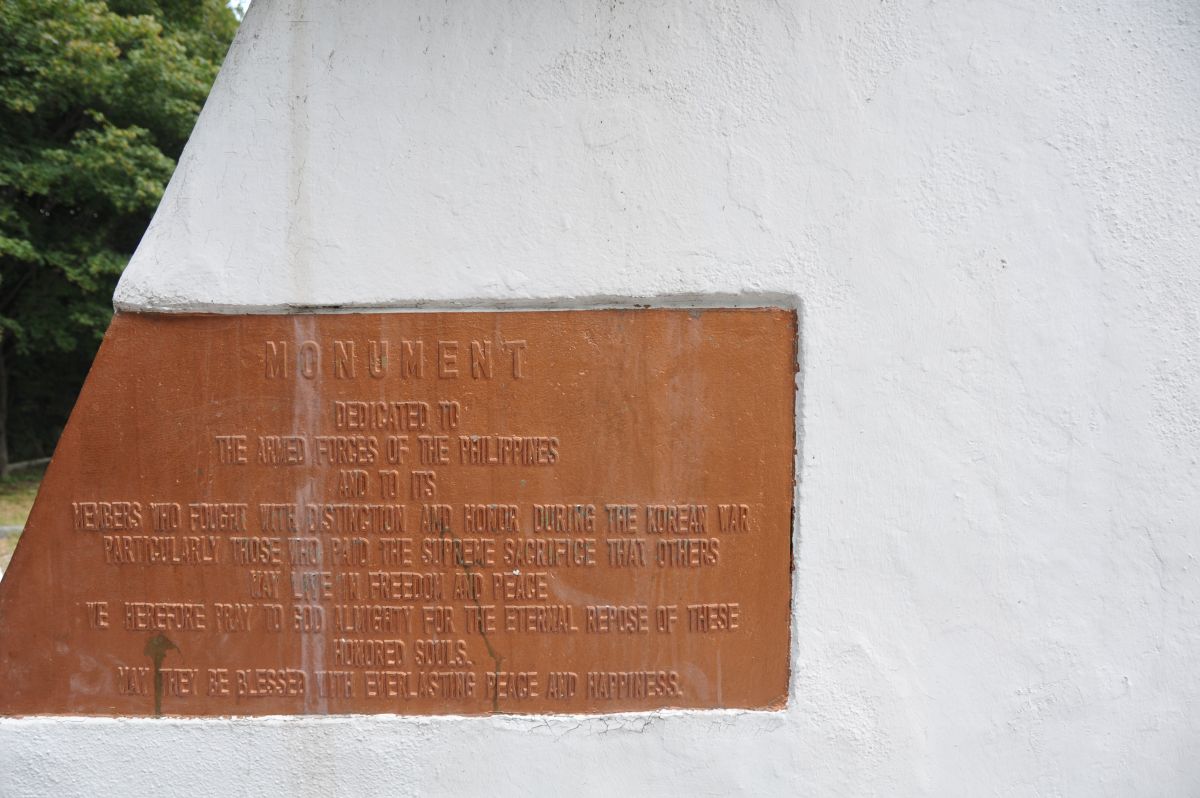 MONUMENT
DEDICATED TO
THE ARMED FORCES OF THE PHILIPPINES
AND TO ITS
MEMBERS WHO FOUGHT WITH DISTINCTION AND HONOR DURING THE KOREAN WAR
PARTICULARLY THOSE WHO PAID THE SUPREME SACRIFICE THAT OTHERS
MAY LIVE IN FREEDOM AND PEACE
WE HEREFORE PRAY TO GOD ALMIGHTY FOR THE ETERNAL REPOSE OF THESE
HONORED SOULS.
MAY THEY BE BLESSED WITH EVERLASTING PEACE AND HAPPINESS.